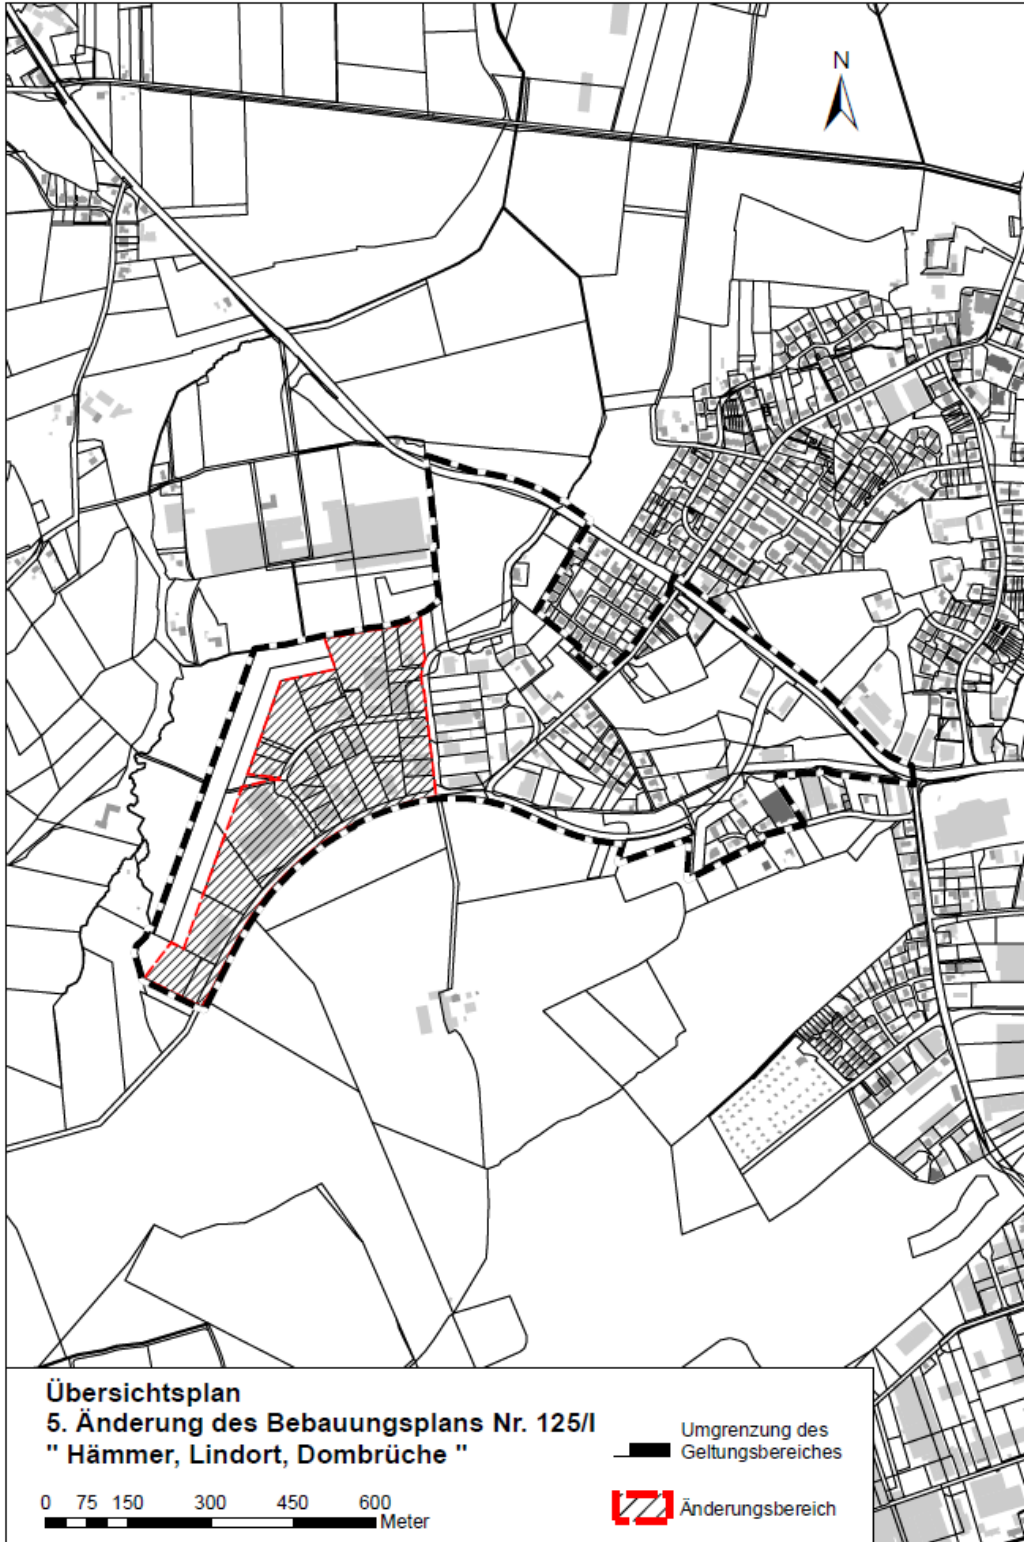 N
Übersichtsplan
5. Änderung des Bebauungsplans Nr. 125/I
" Hämmer, Lindort, Dombrüche "
0 75 150 300 450 600
Meter
Umgrenzung des
Geltungsbereiches
Änderungsbereich